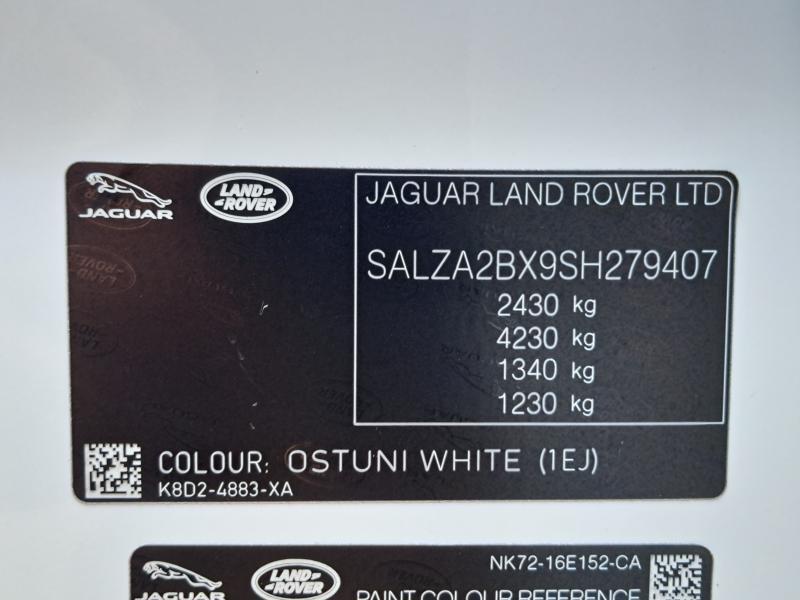 JAGUAR
LAND ROVER
JAGUAR LAND ROVER LTD
SALZA2BX9SH279407
2430 kg
4230 kg
1340 kg
1230 kg
COLOUR: OSTUNI WHITE (1EJ)
K8D2-4883-XA
JAGUAR
LAND ROVER
NK72-16E152-CA
PAINT COLOUR REFERENCE